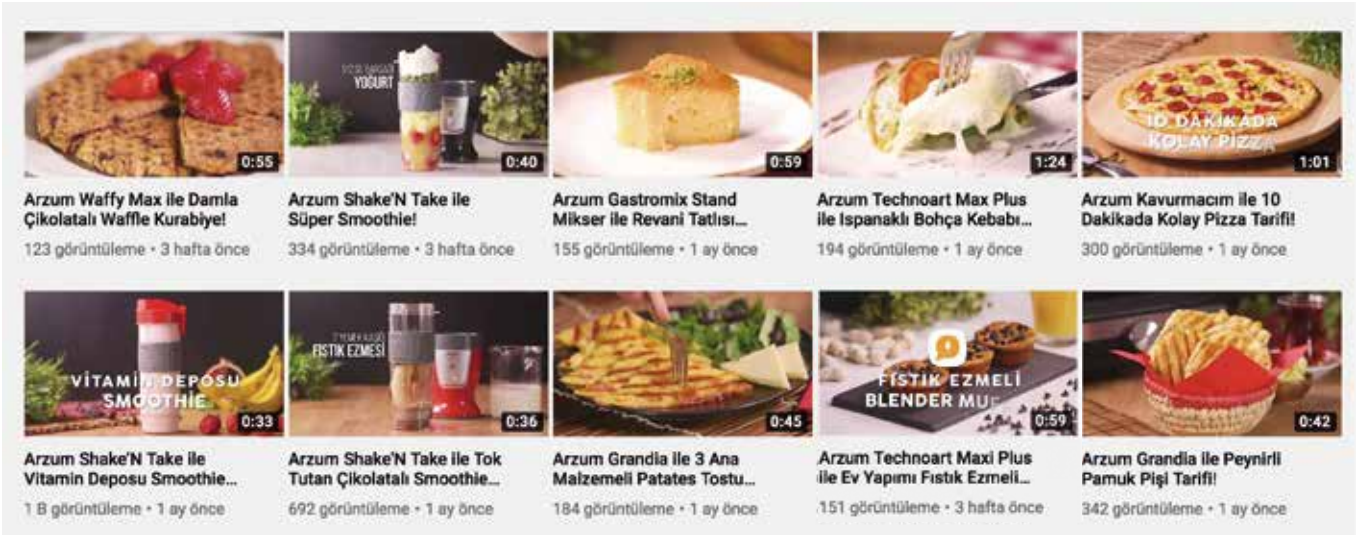 YOĞURT
0:55
0:40
0:59
1:24
10 DAKİKADA
KOLAY PİZZA
1:01
Arzum Waffy Max ile Damla
Çikolatalı Waffle Kurabiye!
123 görüntüleme • 3 hafta önce
Arzum Shake'N Take ile
Süper Smoothie!
334 görüntüleme • 3 hafta önce
Arzum Gastromix Stand
Mikser ile Revani Tatlısı...
155 görüntüleme • 1 ay önce
Arzum Technoart Max Plus
ile Ispanaklı Bohça Kebabı...
194 görüntüleme • 1 ay önce
Arzum Kavurmacım ile 10
Dakikada Kolay Pizza Tarifi!
300 görüntüleme • 1 ay önce
VİTAMİN DEPOSU
SMOOTHIE
0:33
FISTIK EZMESİ
0:36
0:45
FISTIK EZMELİ
BLENDER MUF
0:59
0:42
Arzum Shake'N Take ile
Vitamin Deposu Smoothie...
1 B görüntüleme • 1 ay önce
Arzum Shake'N Take ile Tok
Tutan Çikolatalı Smoothie...
692 görüntüleme • 1 ay önce
Arzum Grandia ile 3 Ana
Malzemeli Patates Tostu...
184 görüntüleme • 1 ay önce
Arzum Technoart Maxi Plus
ile Ev Yapımı Fıstık Ezmeli...
151 görüntüleme • 3 hafta önce
Arzum Grandia ile Peynirli
Pamuk Pişi Tarifi!
342 görüntüleme • 1 ay önce